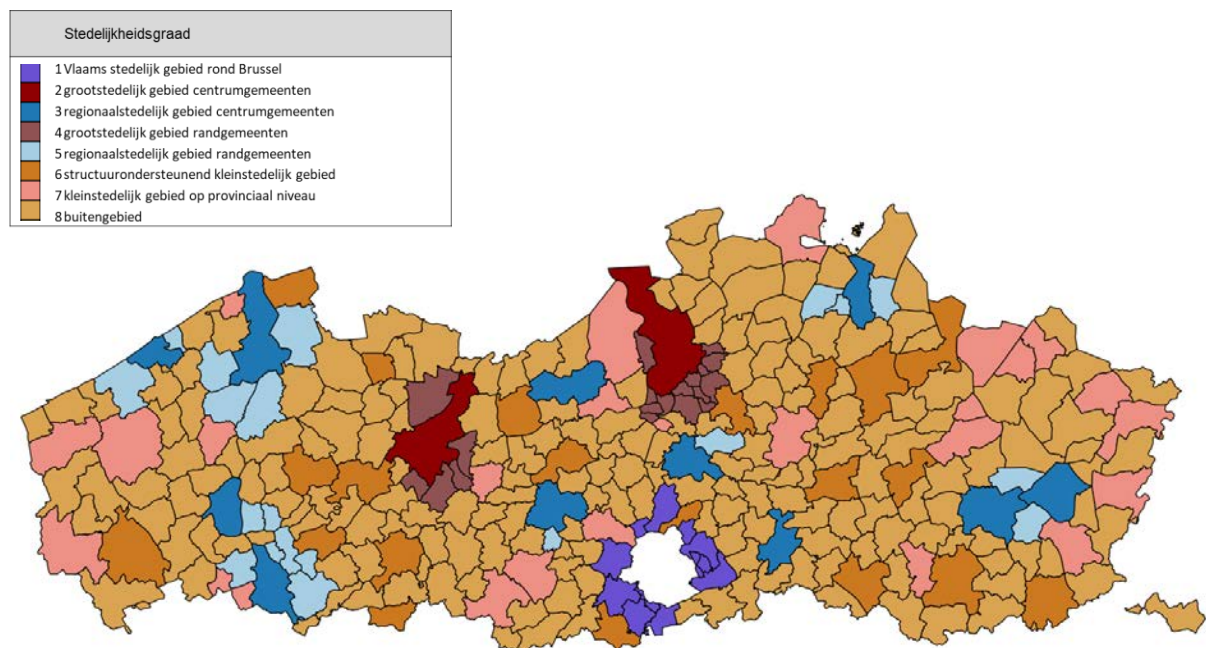 Stedelijkheidsgraad
1 Vlaams stedelijk gebied rond Brussel
2 grootstedelijk gebied centrumgemeenten
3 regionaalstedelijk gebied centrumgemeenten
4 grootstedelijk gebied randgemeenten
5 regionaalstedelijk gebied randgemeenten
6 structuurondersteunend kleinstedelijk gebied
7 kleinstedelijk gebied op provinciaal niveau
8 buitengebied